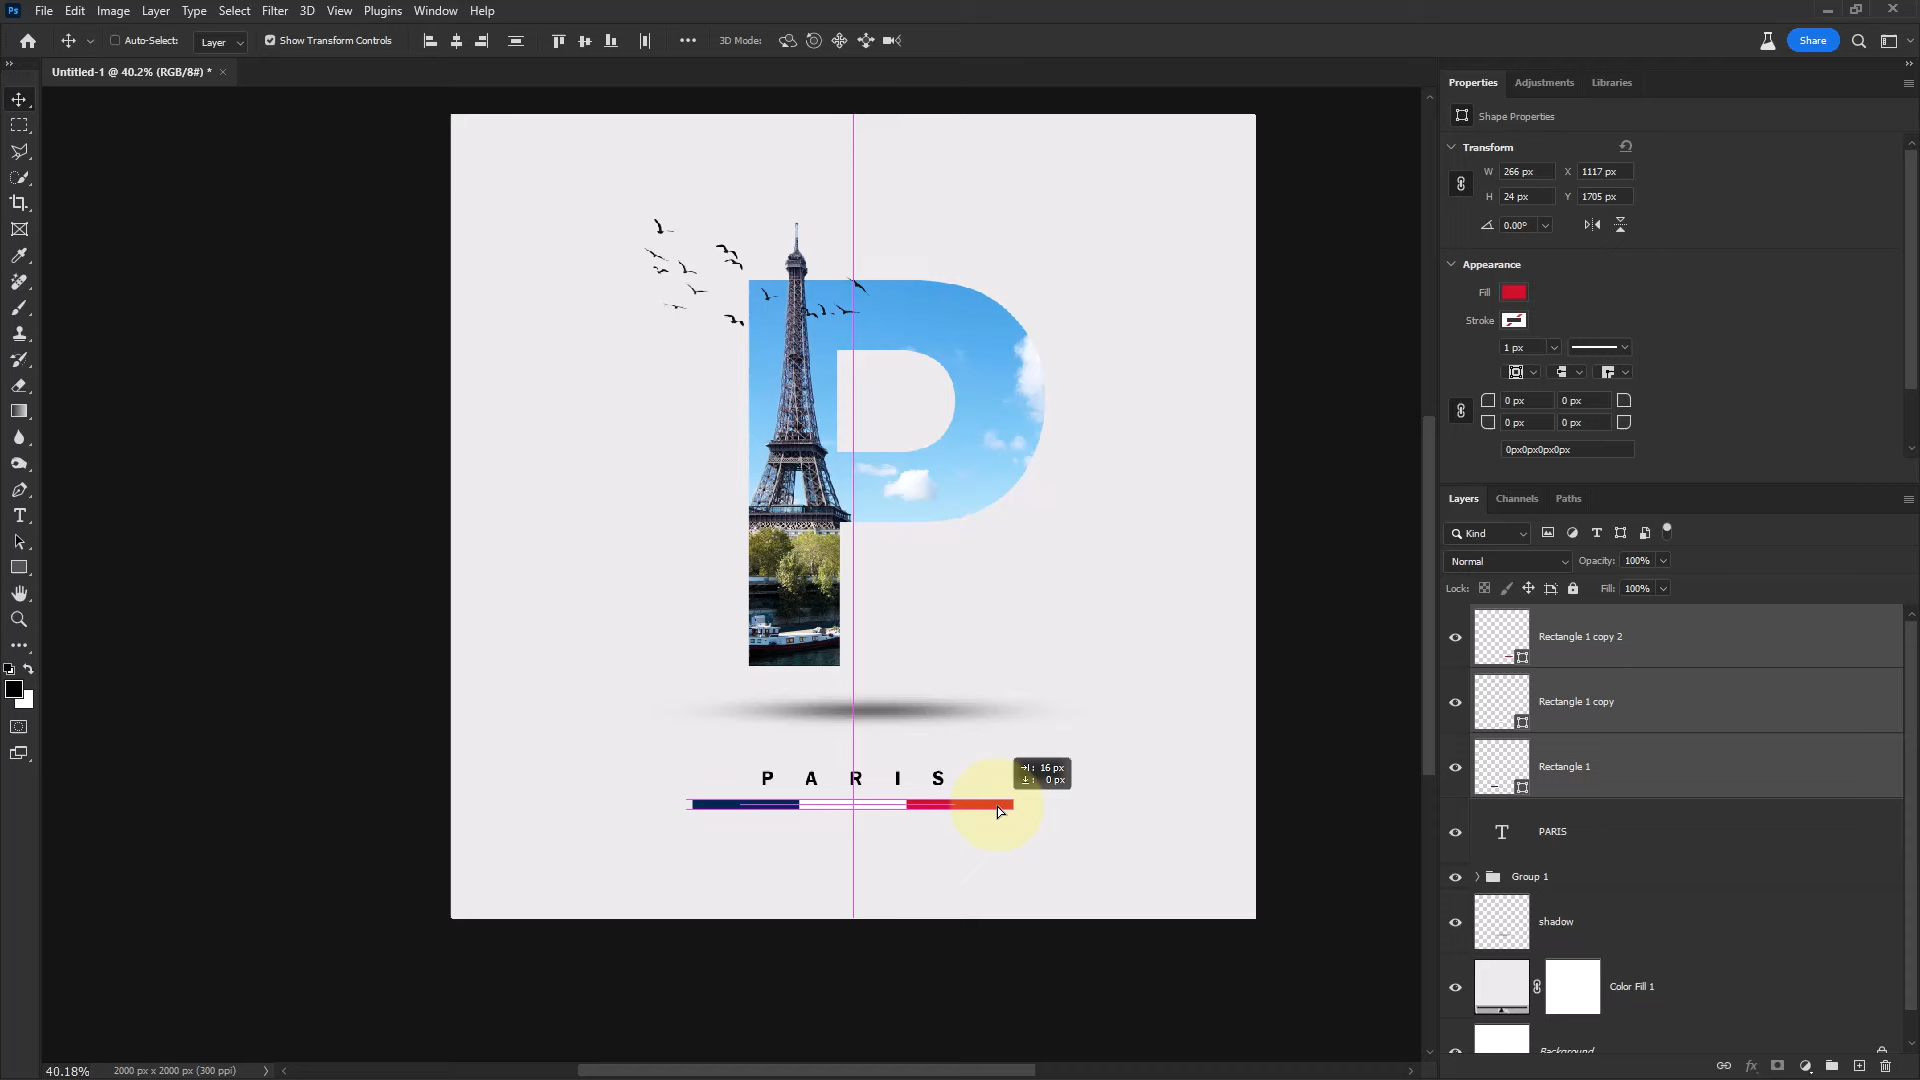 Ps File Edit Image Layer Type Select Filter 3D View Plugins Window Help
Auto-Select: Layer Show Transform Controls 3D Mode: Share
Untitled-1 @ 40.2% (RGB/8#) *
Properties Adjustments Libraries
Shape Properties
Transform
W 266 px X 1117 px
H 24 px Y 1705 px
0.00°
Appearance
Fill
Stroke
1 px
0 px 0 px
0 px 0 px
0px0px0px0px
Layers Channels Paths
Kind
Normal Opacity: 100%
Lock: Fill: 100%
Rectangle 1 copy 2
Rectangle 1 copy
Rectangle 1
T PARIS
Group 1
shadow
Color Fill 1
Background
P A R I S
16 px
0 px
40.18% 2000 px x 2000 px (300 ppi)